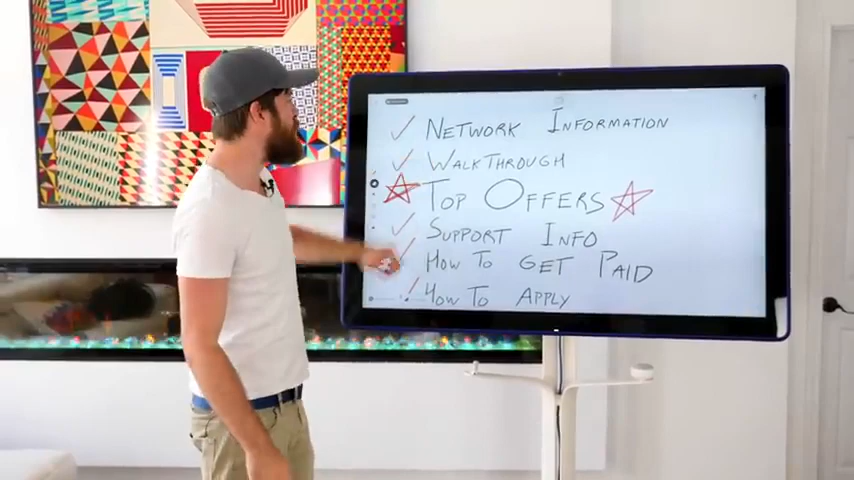 Network Information
Walkthrough
Top Offers
Support Info
How To Get Paid
How To Apply